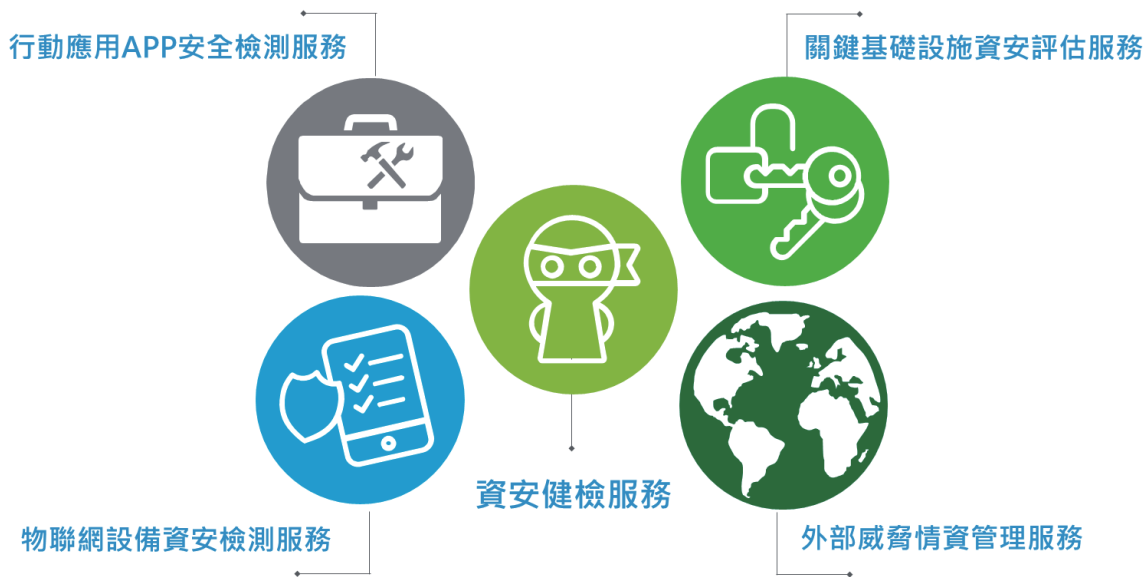 行動應用APP安全檢測服務
關鍵基礎設施資安評估服務
資安健檢服務
物聯網設備資安檢測服務
外部威脅情資管理服務